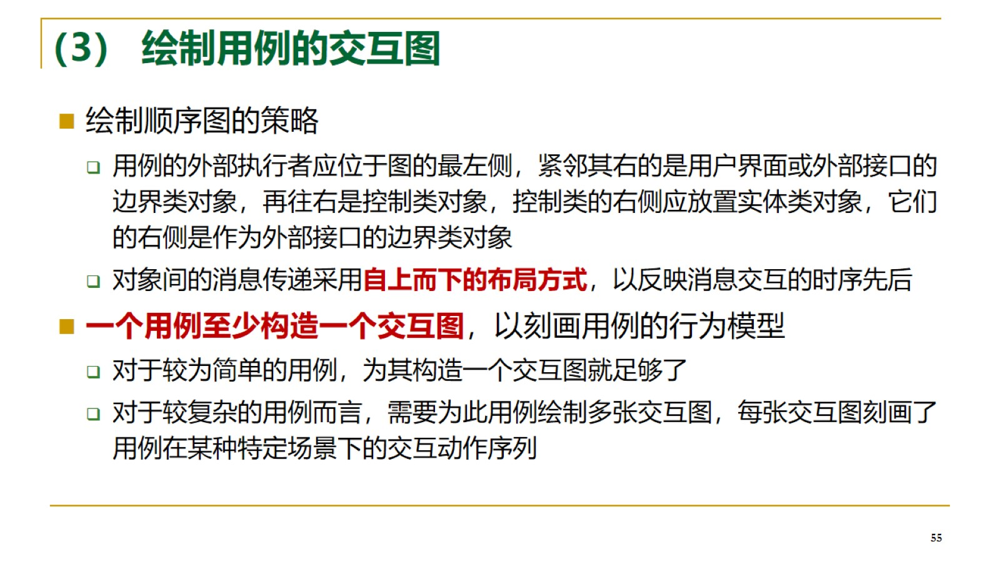 （3） 绘制用例的交互图
绘制顺序图的策略
用例的外部执行者应位于图的最左侧，紧邻其右的是用户界面或外部接口的
边界类对象，再往右是控制类对象，控制类的右侧应放置实体类对象，它们
的右侧是作为外部接口的边界类对象
对象间的消息传递采用自上而下的布局方式，以反映消息交互的时序先后
一个用例至少构造一个交互图，以刻画用例的行为模型
对于较为简单的用例，为其构造一个交互图就足够了
对于较复杂的用例而言，需要为此用例绘制多张交互图，每张交互图刻画了
用例在某种特定场景下的交互动作序列
55